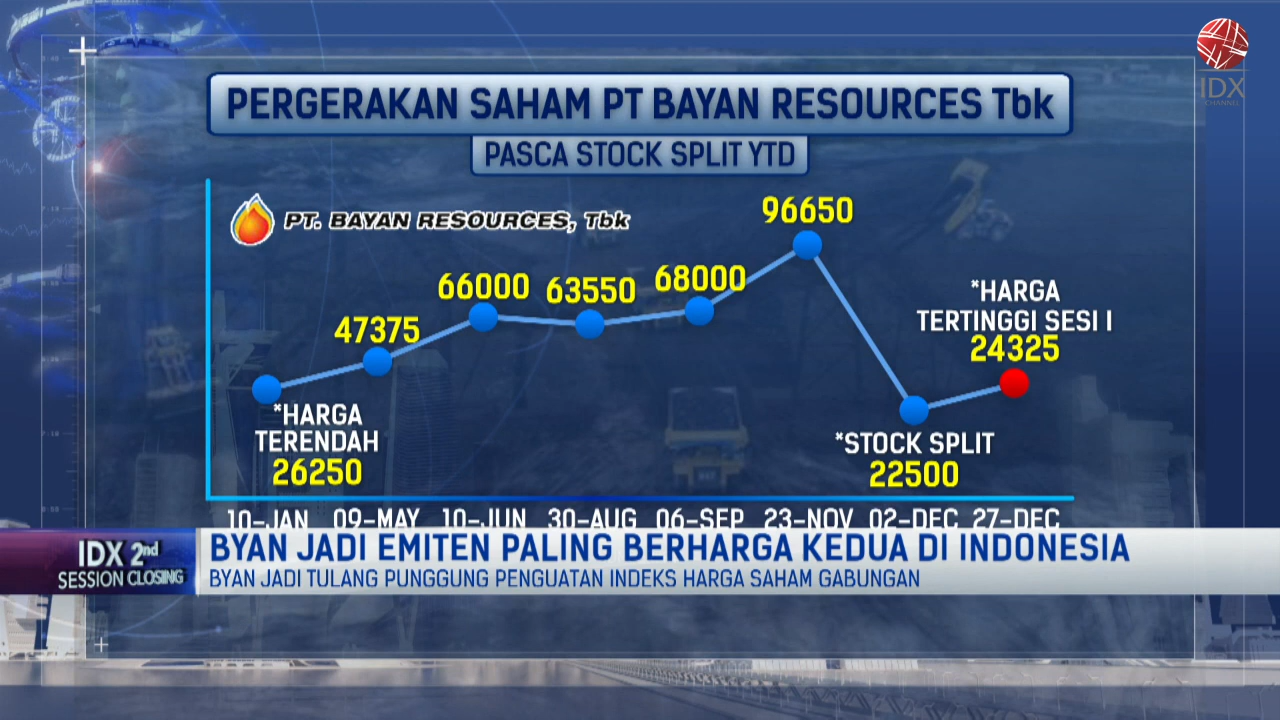 IDX
CHANNEL
PERGERAKAN SAHAM PT BAYAN RESOURCES Tbk
PASCA STOCK SPLIT YTD
PT. BAYAN RESOURCES, Tbk
96650
66000
63550
68000
47375
*HARGA
TERTINGGI SESI I
24325
*HARGA
TERENDAH
26250
*STOCK SPLIT
22500
10-JAN 09-MAY 10-JUN 30-AUG 06-SEP 23-NOV 02-DEC 27-DEC
IDX 2nd
SESSION CLOSING
BYAN JADI EMITEN PALING BERHARGA KEDUA DI INDONESIA
BYAN JADI TULANG PUNGGUNG PENGUATAN INDEKS HARGA SAHAM GABUNGAN